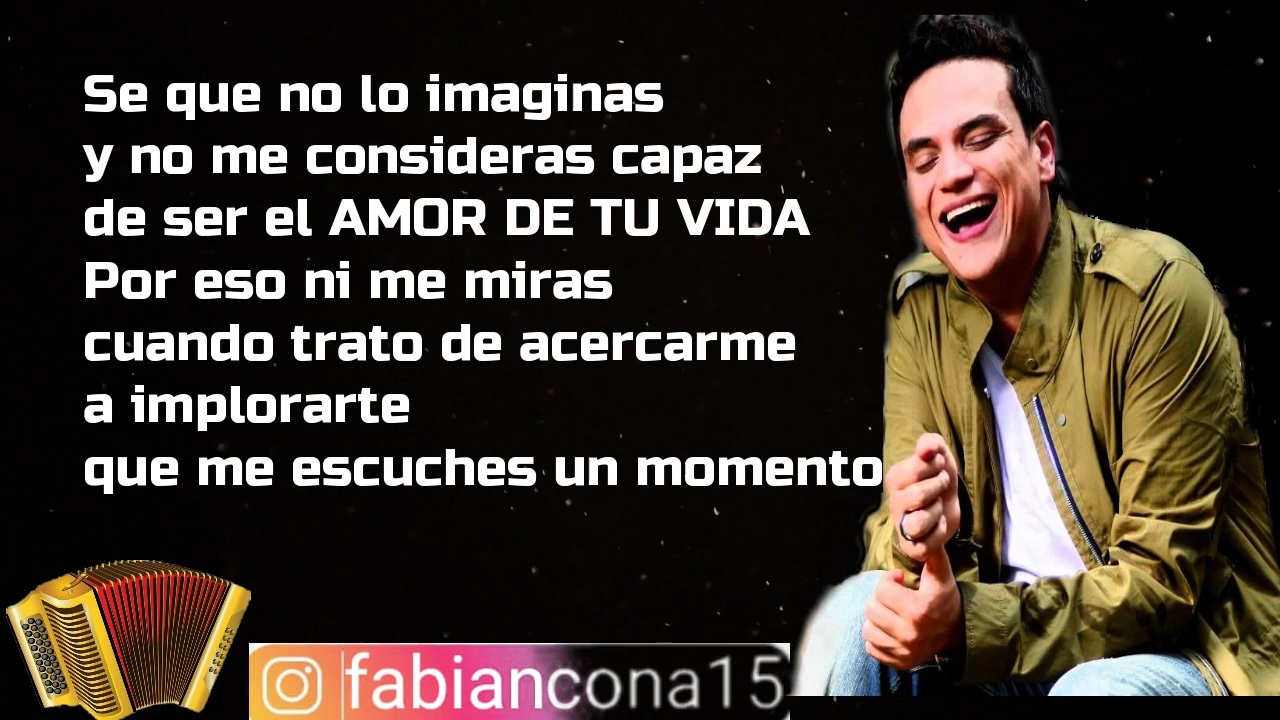 Se que no lo imaginas
y no me consideras capaz
de ser el AMOR DE TU VIDA
Por eso ni me miras
cuando trato de acercarme
a implorarte
que me escuches un momento
fabiancona15